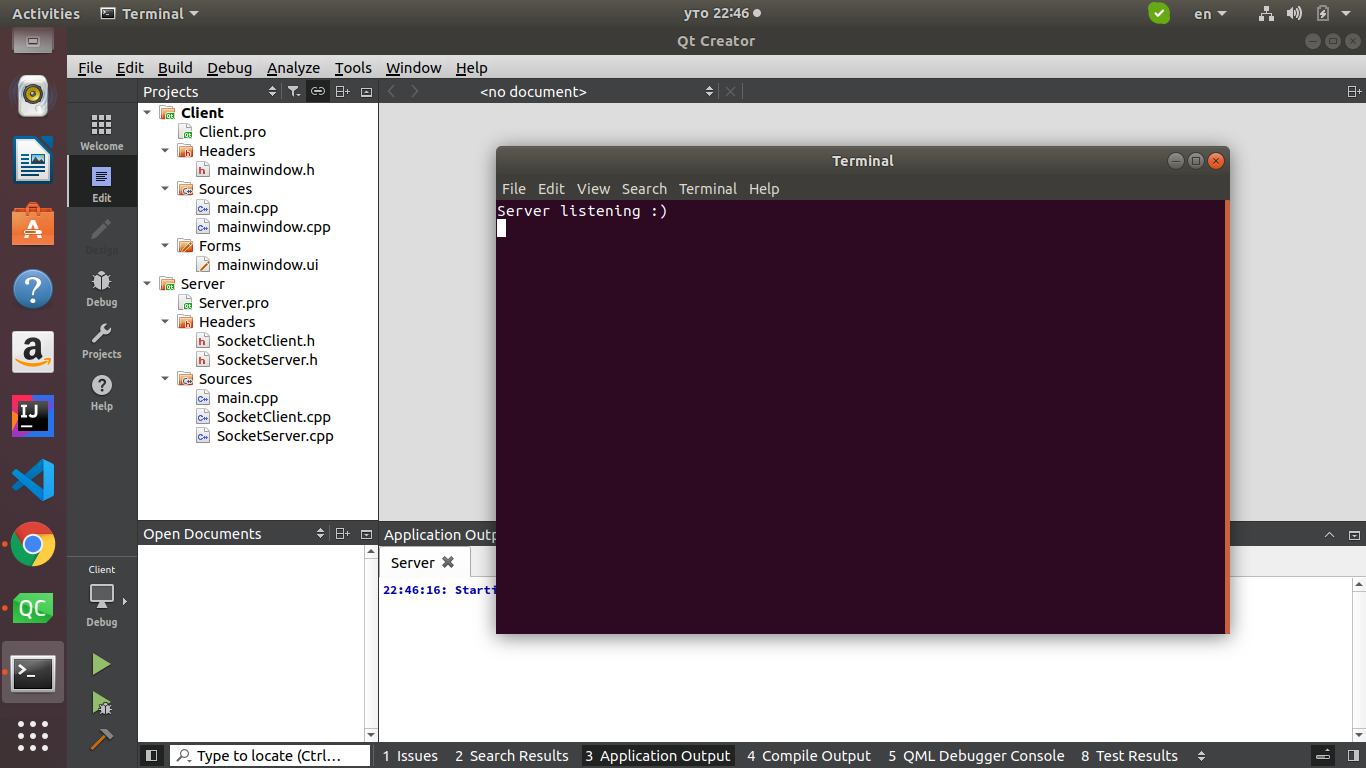 Activities Terminal уто 22:46 en
Qt Creator
File Edit Build Debug Analyze Tools Window Help
Projects <no document>
Welcome
Edit
Design
Debug
Projects
Help
Client
Client.pro
Headers
mainwindow.h
Sources
main.cpp
mainwindow.cpp
Forms
mainwindow.ui
Server
Server.pro
Headers
SocketClient.h
SocketServer.h
Sources
main.cpp
SocketClient.cpp
SocketServer.cpp
Terminal
File Edit View Search Terminal Help
Server listening :)
Open Documents
Application Outp
Server
22:46:16: Starti
Client
Debug
a
IJ
QC
Type to locate (Ctrl...
1 Issues 2 Search Results 3 Application Output 4 Compile Output 5 QML Debugger Console 8 Test Results